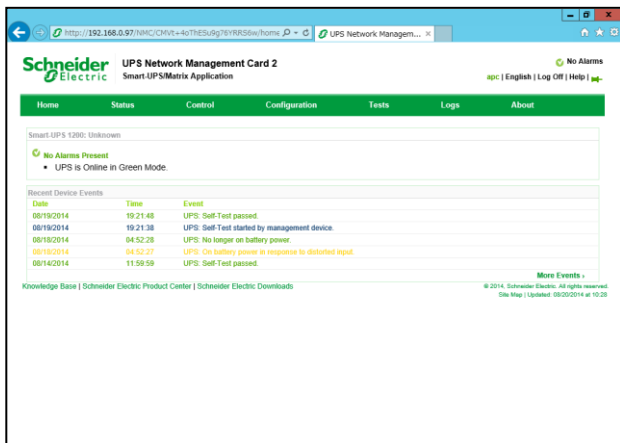 http://192.168.0.97/NMC/CMVt+4oThESu9g76YRRS6w/home
UPS Network Managem...
Schneider Electric
UPS Network Management Card 2
Smart-UPS/Matrix Application
No Alarms
apc | English | Log Off | Help |
Home Status Control Configuration Tests Logs About
Smart-UPS 1200: Unknown
No Alarms Present
• UPS is Online in Green Mode.
Recent Device Events
Date Time Event
08/19/2014 19:21:48 UPS: Self-Test passed.
08/19/2014 19:21:38 UPS: Self-Test started by management device.
08/18/2014 04:52:28 UPS: No longer on battery power.
08/18/2014 04:52:27 UPS: On battery power in response to distorted input.
08/14/2014 11:59:59 UPS: Self-Test passed.
More Events ›
Knowledge Base | Schneider Electric Product Center | Schneider Electric Downloads
© 2014, Schneider Electric. All rights reserved.
Site Map | Updated: 08/20/2014 at 10:28